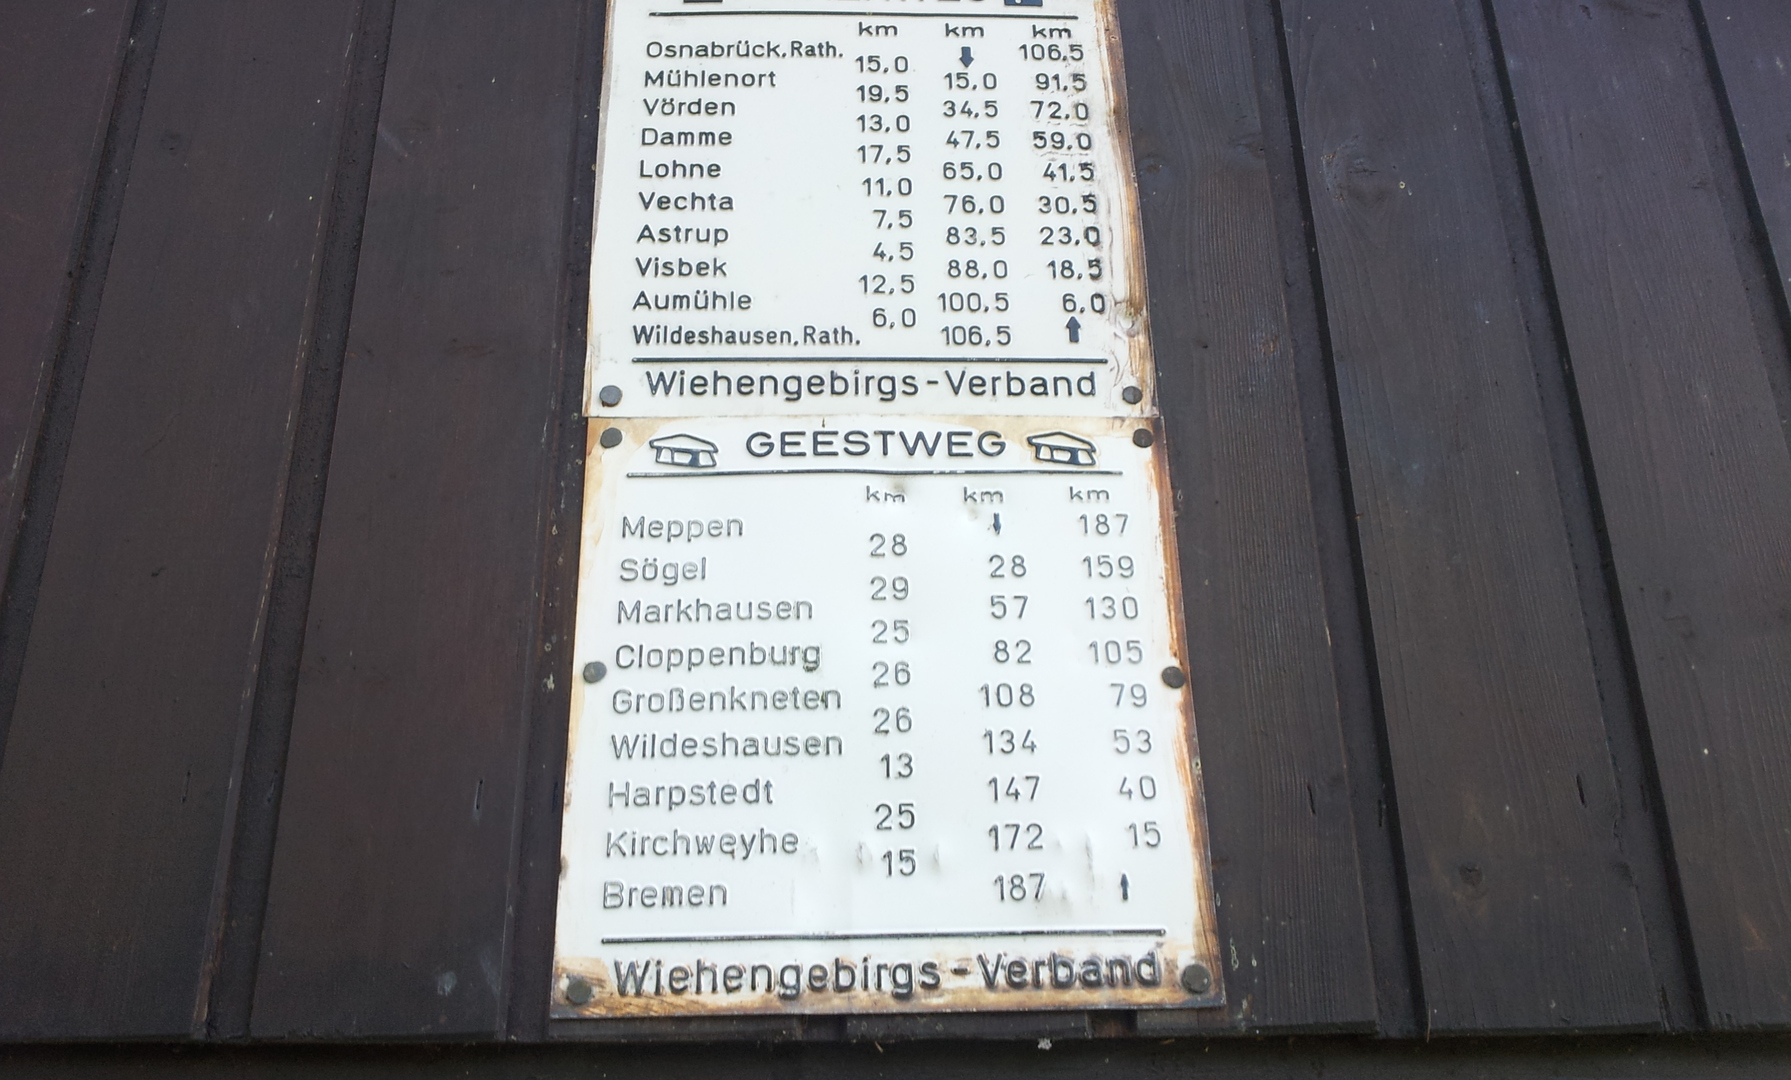 km km km
Osnabrück.Rath. 106,5
15,0
Mühlenort 15,0 91,5
19,5
Vörden 34,5 72,0
13,0
Damme 47,5 59,0
17,5
Lohne 65,0 41,5
11,0
Vechta 76,0 30,5
7,5
Astrup 83,5 23,0
4,5
Visbek 88,0 18,5
12,5
Aumühle 100,5 6,0
6,0
Wildeshausen.Rath. 106,5
Wiehengebirgs-Verband
GEESTWEG
km km km
Meppen 187
28
Sögel 28 159
29
Markhausen 57 130
25
Cloppenburg 82 105
26
Großenkneten 108 79
26
Wildeshausen 134 53
13
Harpstedt 147 40
25
Kirchweyhe 172 15
15
Bremen 187
Wiehengebirgs-Verband